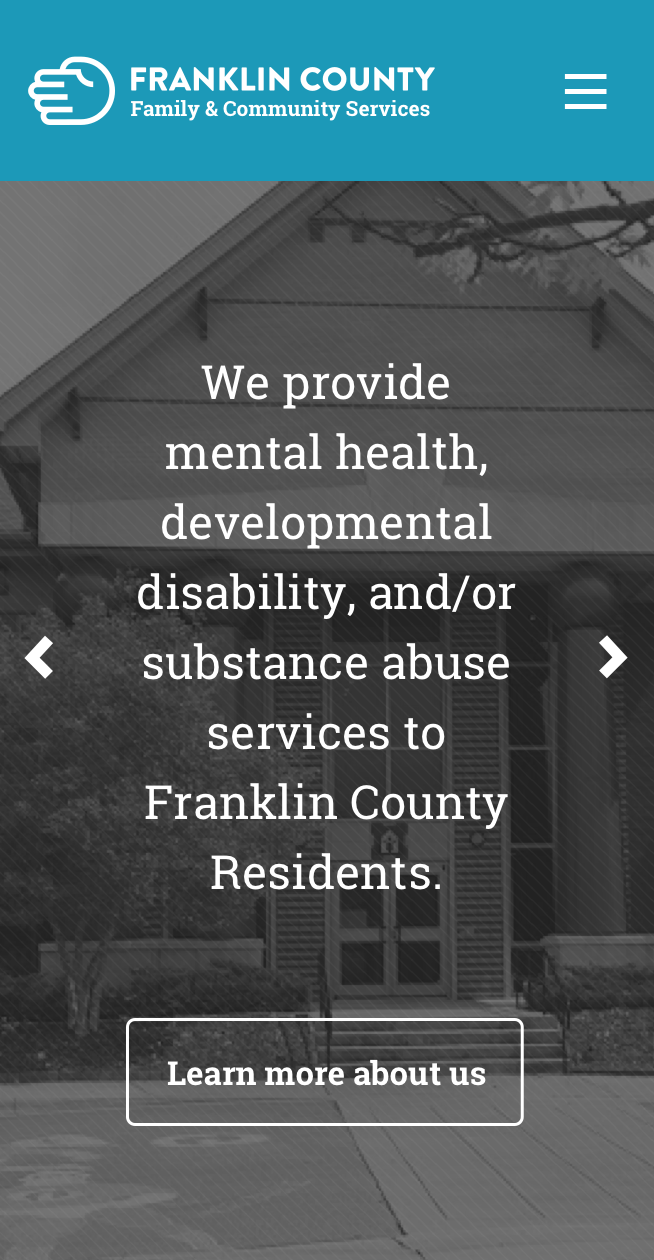 FRANKLIN COUNTY
Family & Community Services
We provide
mental health,
developmental
disability, and/or
substance abuse
services to
Franklin County
Residents.
Learn more about us